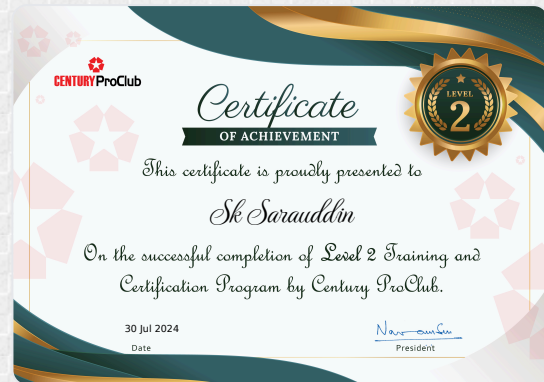 CENTURY ProClub
Certificate
OF ACHIEVEMENT
LEVEL
2
This certificate is proudly presented to
Sk Sarauddin
On the successful completion of Level 2 Training and
Certification Program by Century ProClub.
30 Jul 2024
Date
President